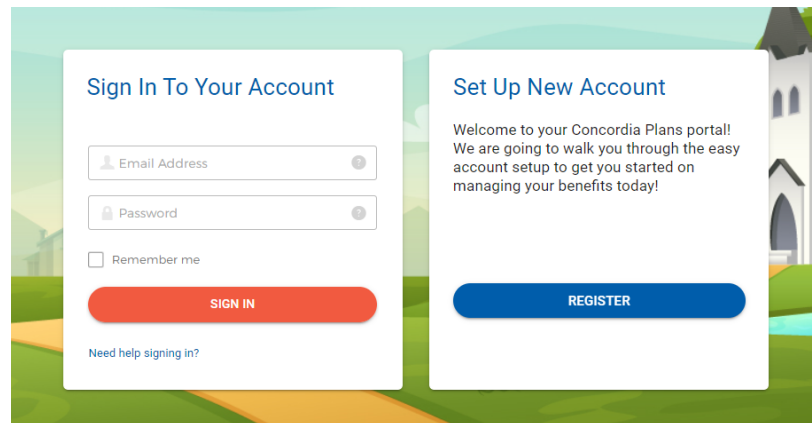 Sign In To Your Account
Email Address
?
Password
?
Remember me
SIGN IN
Need help signing in?
Set Up New Account
Welcome to your Concordia Plans portal!
We are going to walk you through the easy
account setup to get you started on
managing your benefits today!
REGISTER